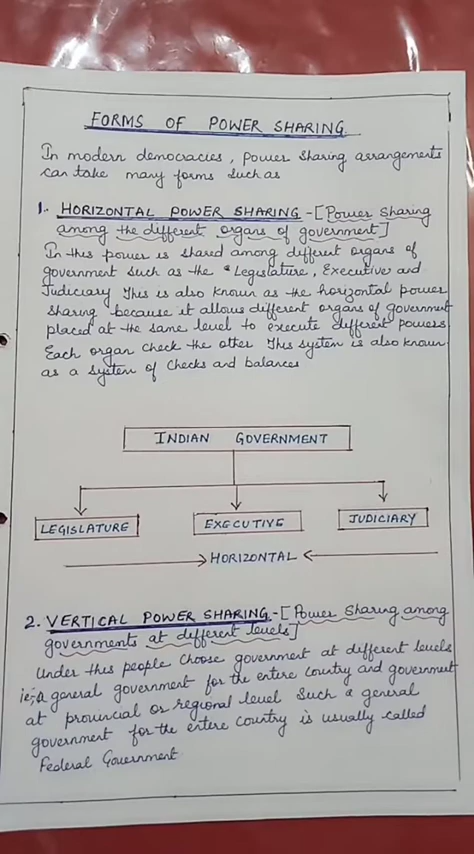 FORMS OF POWER SHARING
In modern democracies, power sharing arrangements
can take many forms such as
1. HORIZONTAL POWER SHARING - [Power Sharing
among the different organs of government]
In this power is shared among different organs of
government such as the Legislature, Executive and
Judiciary This is also known as the horizontal power
sharing because it allows different organs of government
placed at the same level to execute different powers
Each organ check the other This system is also known
as a system of checks and balances
INDIAN GOVERNMENT
LEGISLATURE EXECUTIVE JUDICIARY
HORIZONTAL
2. VERTICAL POWER SHARING - [Power Sharing among
governments at different levels]
Under this people choose government at different levels
ie; a general government for the entire country and government
at provincial or regional level Such a general
government for the entere country is usually called
Federal Government